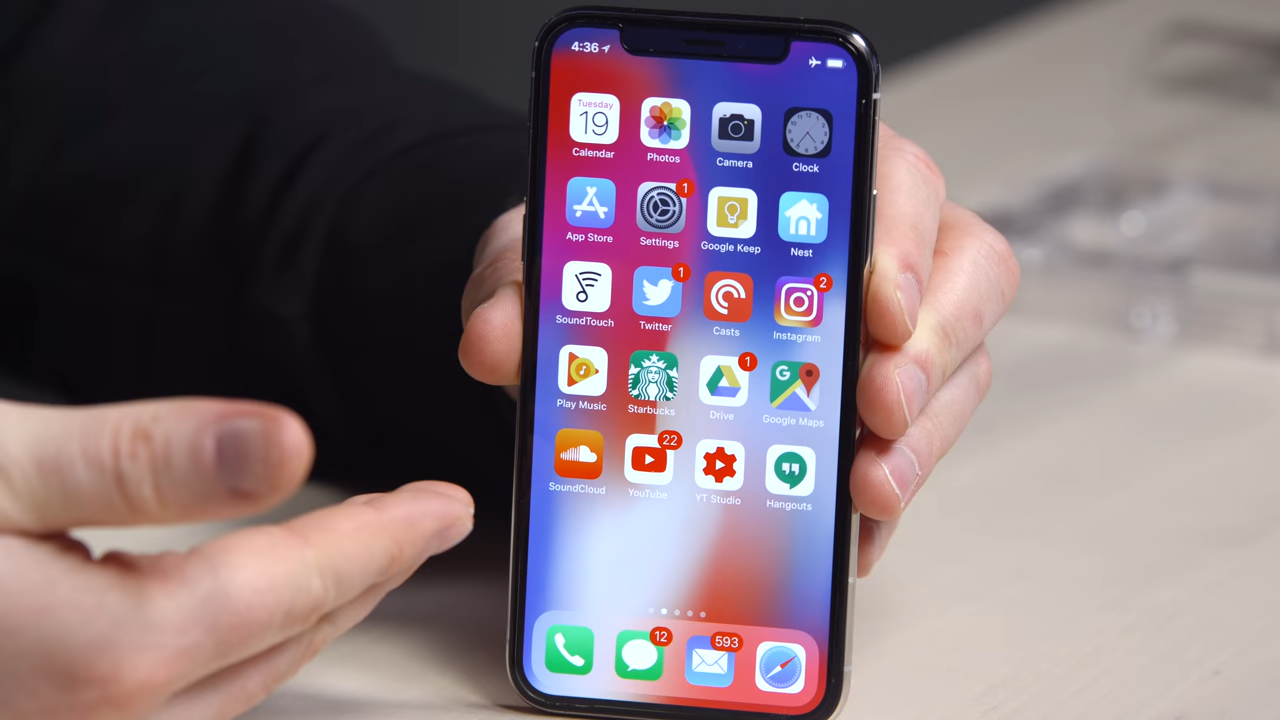 4:36
Tuesday
19
Calendar
Photos
Camera
Clock
1
App Store
Settings
Google Keep
Nest
1
2
SoundTouch
Twitter
Casts
Instagram
1
G
Play Music
Starbucks
Drive
Google Maps
22
SoundCloud
YouTube
YT Studio
Hangouts
12
593